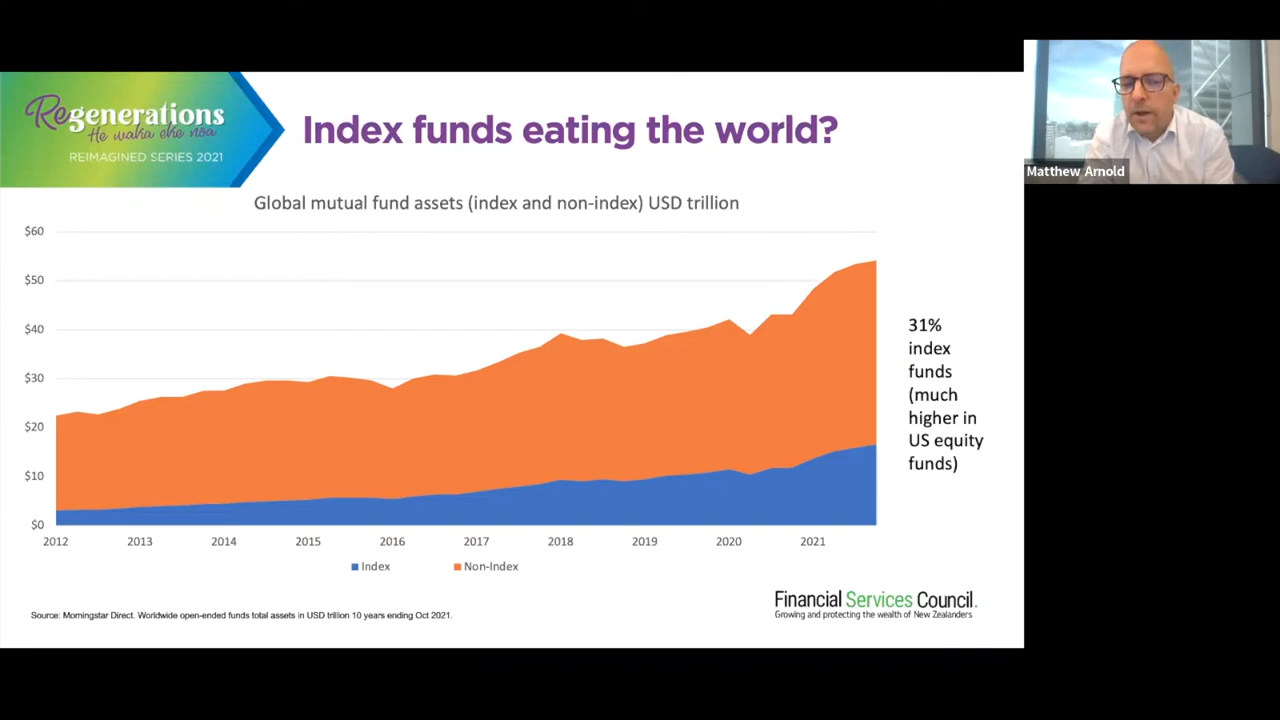 Regenerations
He waka eke noa
REIMAGINED SERIES 2021
Index funds eating the world?
Matthew Arnold
Global mutual fund assets (index and non-index) USD trillion
$60
$50
$40
$30
$20
$10
$0
31%
index
funds
(much
higher in
US equity
funds)
2012 2013 2014 2015 2016 2017 2018 2019 2020 2021
Index Non-Index
Source: Morningstar Direct. Worldwide open-ended funds total assets in USD trillion 10 years ending Oct 2021.
Financial Services Council.
Growing and protecting the wealth of New Zealanders